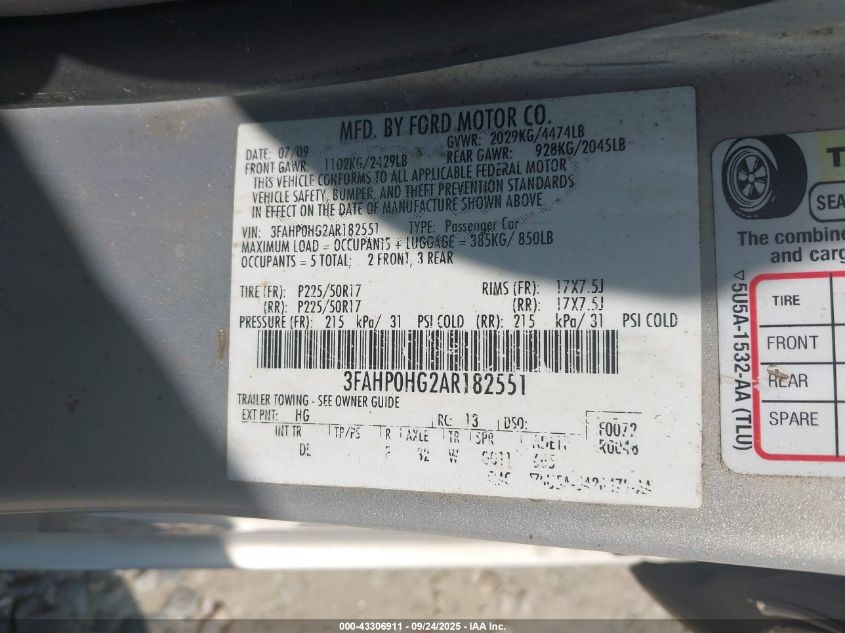 MFD. BY FORD MOTOR CO.
DATE: 07/09 GVWR: 2029KG/4474LB
FRONT GAWR: 1102KG/2429LB REAR GAWR: 928KG/2045LB
THIS VEHICLE CONFORMS TO ALL APPLICABLE FEDERAL MOTOR
VEHICLE SAFETY, BUMPER, AND THEFT PREVENTION STANDARDS
IN EFFECT ON THE DATE OF MANUFACTURE SHOWN ABOVE
VIN: 3FAHP0HG2AR182551 TYPE: Passenger Car
MAXIMUM LOAD = OCCUPANTS + LUGGAGE = 385KG/ 850LB
OCCUPANTS = 5 TOTAL; 2 FRONT, 3 REAR
TIRE (FR): P225/50R17 RIMS (FR): 17X7.5J
(RR): P225/50R17 (RR): 17X7.5J
PRESSURE (FR): 215 kPa/ 31 PSI COLD (RR): 215 kPa/ 31 PSI COLD
3FAHP0HG2AR182551
TRAILER TOWING - SEE OWNER GUIDE
EXT PNT: HG RC: 13 DSO: F0072
INT TR TP/PS R AXLE TR SPR R0046
32 W
T
SEA
The combine
and carg
TIRE
FRONT
REAR
SPARE
▽5U5A-1532-AA (TLU)
000-43306911 - 09/24/2025 - IAA Inc.